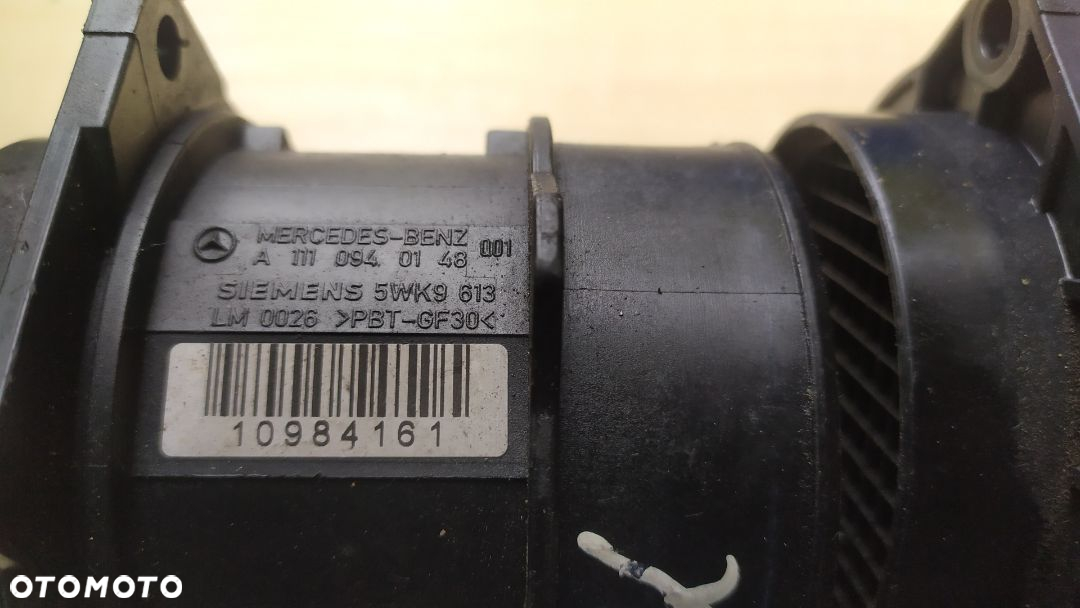 MERCEDES-BENZ
A 111 094 01 48 001
SIEMENS 5WK9 613
LM 0026 >PBT-GF30<
10984161
OTOMOTO